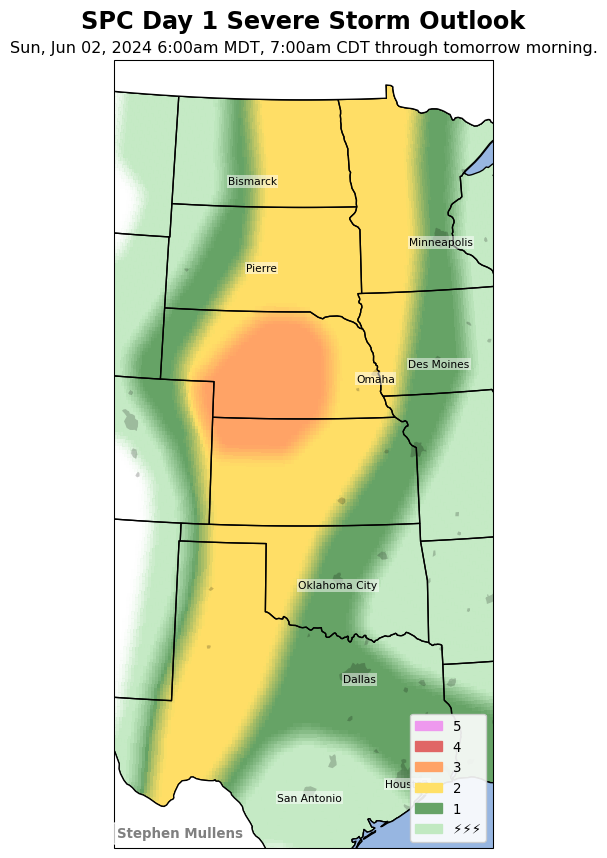 SPC Day 1 Severe Storm Outlook
Sun, Jun 02, 2024 6:00am MDT, 7:00am CDT through tomorrow morning.
Bismarck
Minneapolis
Pierre
Des Moines
Omaha
Oklahoma City
Dallas
5
4
3
2
1
⚡⚡⚡
Hous
San Antonio
Stephen Mullens